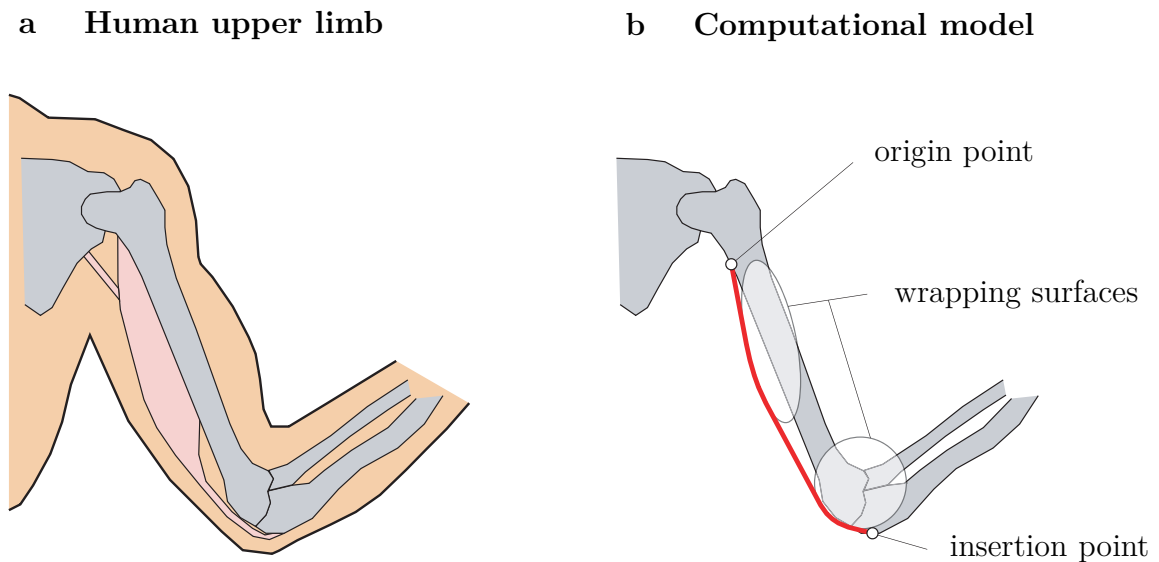 a Human upper limb
b Computational model
origin point
wrapping surfaces
insertion point